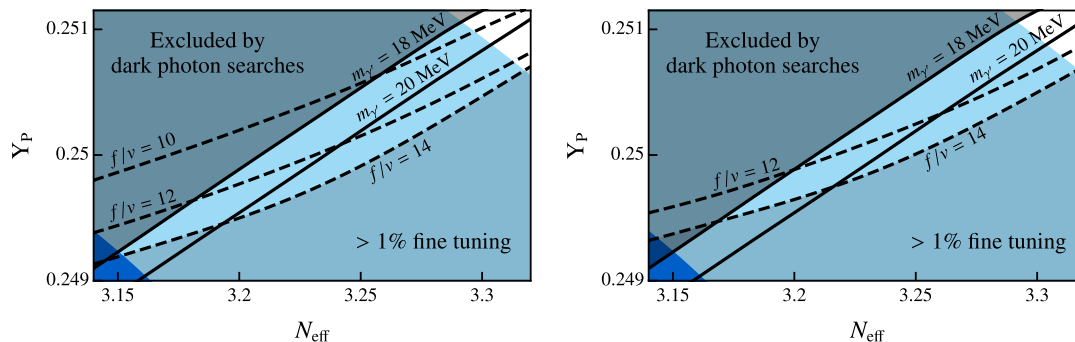 0.251
0.25
0.249
Y_P
Excluded by
dark photon searches
m_γ' = 18 MeV
m_γ' = 20 MeV
f/v = 10
f/v = 12
f/v = 14
> 1% fine tuning
3.15
3.2
3.25
3.3
N_eff
0.251
0.25
0.249
Y_P
Excluded by
dark photon searches
m_γ' = 18 MeV
m_γ' = 20 MeV
f/v = 12
f/v = 14
> 1% fine tuning
3.15
3.2
3.25
3.3
N_eff